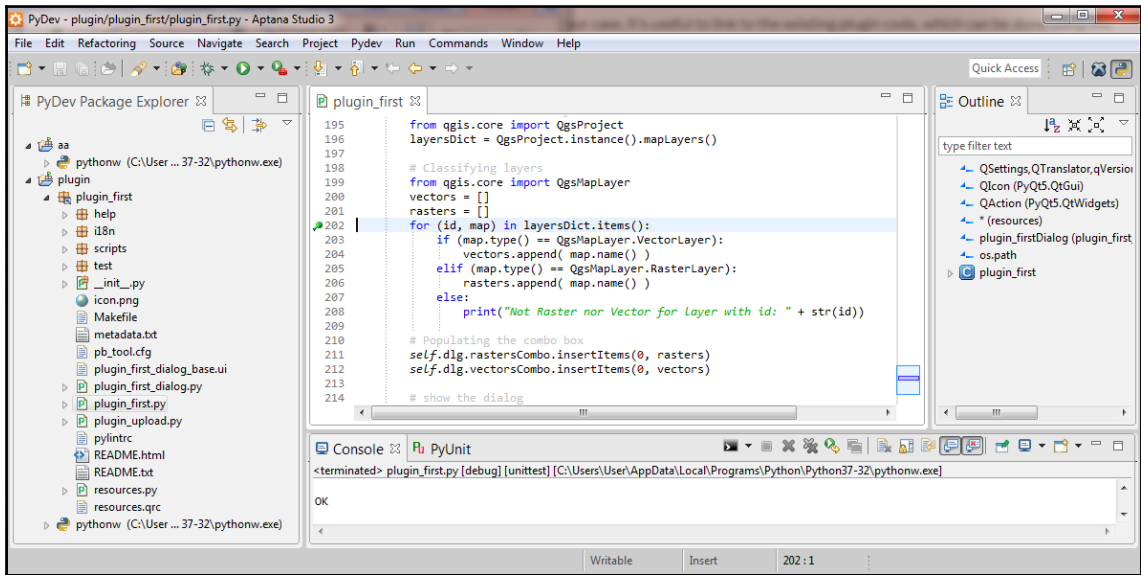 PyDev - plugin/plugin_first/plugin_first.py - Aptana Studio 3
File Edit Refactoring Source Navigate Search Project Pydev Run Commands Window Help
Quick Access
PyDev Package Explorer
aa
pythonw (C:\User ... 37-32\pythonw.exe)
plugin
plugin_first
help
i18n
scripts
test
__init__.py
icon.png
Makefile
metadata.txt
pb_tool.cfg
plugin_first_dialog_base.ui
plugin_first_dialog.py
plugin_first.py
plugin_upload.py
pylintrc
README.html
README.txt
resources.py
resources.qrc
pythonw (C:\User ... 37-32\pythonw.exe)
plugin_first
195 from qgis.core import QgsProject
196 layersDict = QgsProject.instance().mapLayers()
197
198 # Classifying layers
199 from qgis.core import QgsMapLayer
200 vectors = []
201 rasters = []
202 for (id, map) in layersDict.items():
203 if (map.type() == QgsMapLayer.VectorLayer):
204 vectors.append( map.name() )
205 elif (map.type() == QgsMapLayer.RasterLayer):
206 rasters.append( map.name() )
207 else:
208 print("Not Raster nor Vector for layer with id: " + str(id))
209
210 # Populating the combo box
211 self.dlg.rastersCombo.insertItems(0, rasters)
212 self.dlg.vectorsCombo.insertItems(0, vectors)
213
214 # show the dialog
Outline
type filter text
QSettings, QTranslator, qVersion
QIcon (PyQt5.QtGui)
QAction (PyQt5.QtWidgets)
* (resources)
plugin_firstDialog (plugin_first_
os.path
plugin_first
Console PyUnit
<terminated> plugin_first.py [debug] [unittest] [C:\Users\User\AppData\Local\Programs\Python\Python37-32\pythonw.exe]
OK
Writable Insert 202 : 1